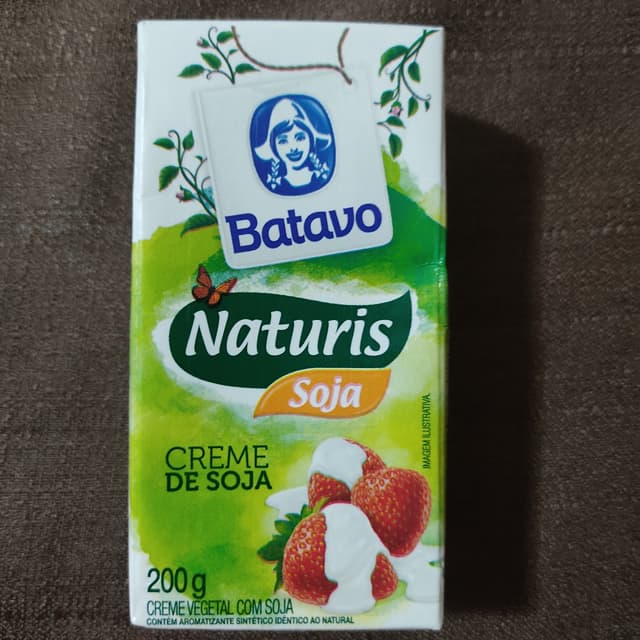 Batavo
Naturis
Soja
CREME
DE SOJA
IMAGEM ILUSTRATIVA
200g
CREME VEGETAL COM SOJA
CONTÉM AROMATIZANTE SINTÉTICO IDÊNTICO AO NATURAL